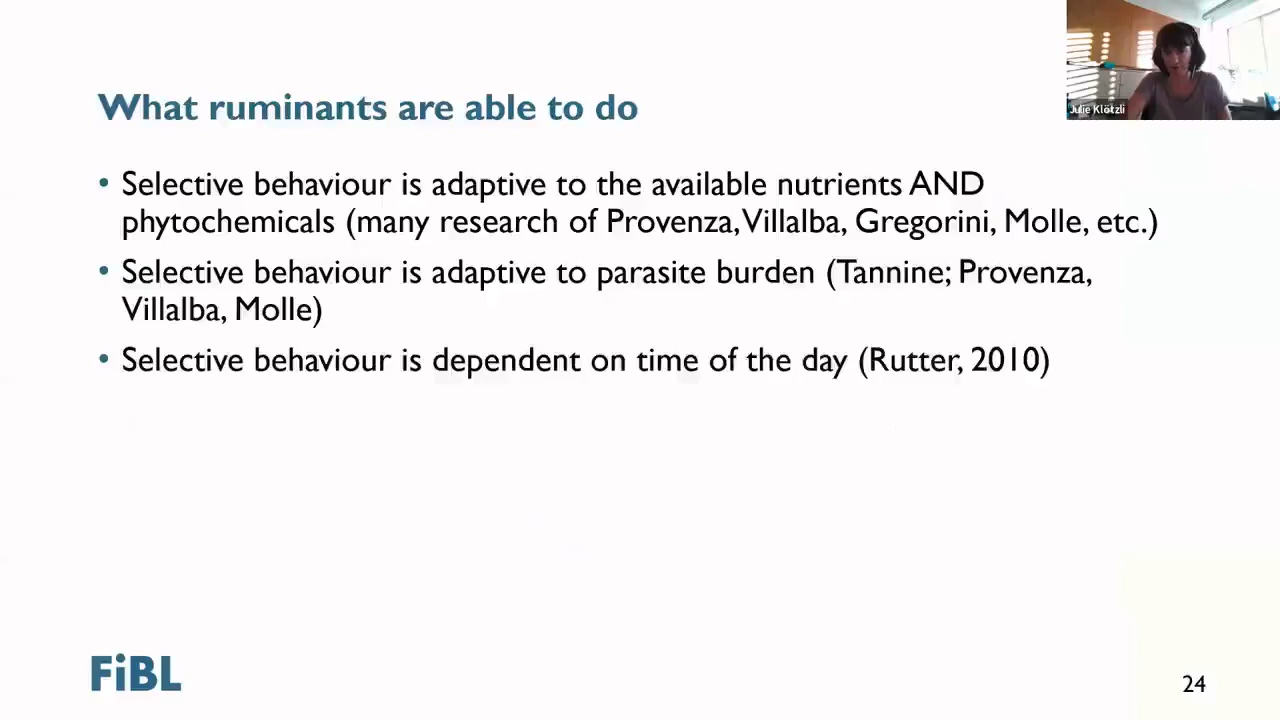 Julie Klötzli
What ruminants are able to do
• Selective behaviour is adaptive to the available nutrients AND
phytochemicals (many research of Provenza, Villalba, Gregorini, Molle, etc.)
• Selective behaviour is adaptive to parasite burden (Tannine; Provenza,
Villalba, Molle)
• Selective behaviour is dependent on time of the day (Rutter, 2010)
FiBL
24